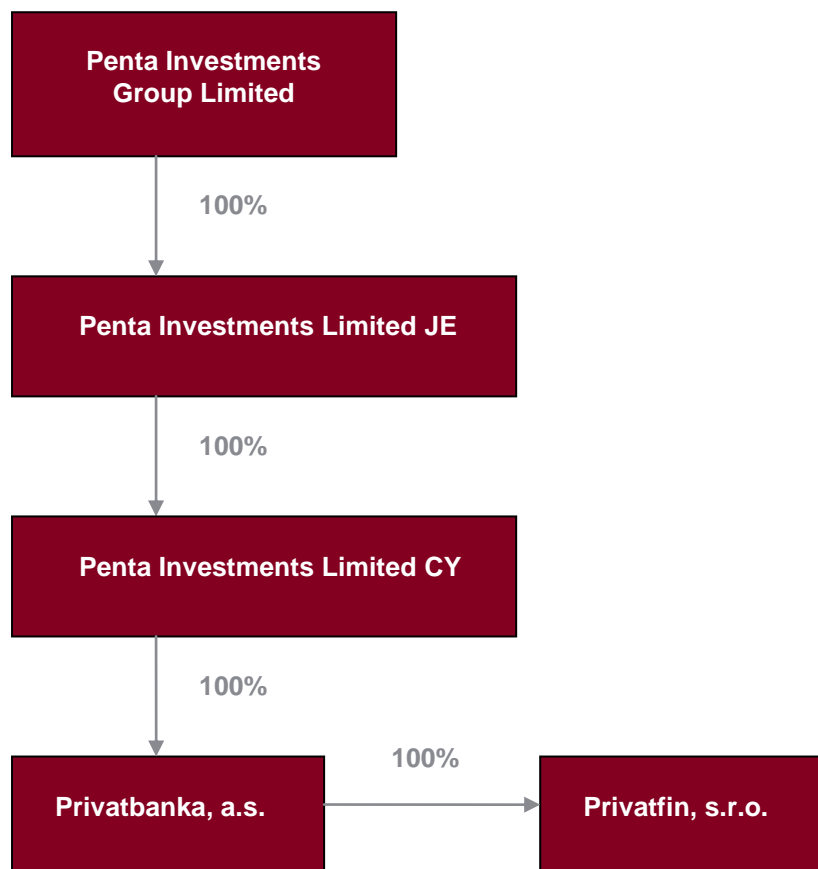 Penta Investments
Group Limited
100%
Penta Investments Limited JE
100%
Penta Investments Limited CY
100%
100%
Privatbanka, a.s.
Privatfin, s.r.o.